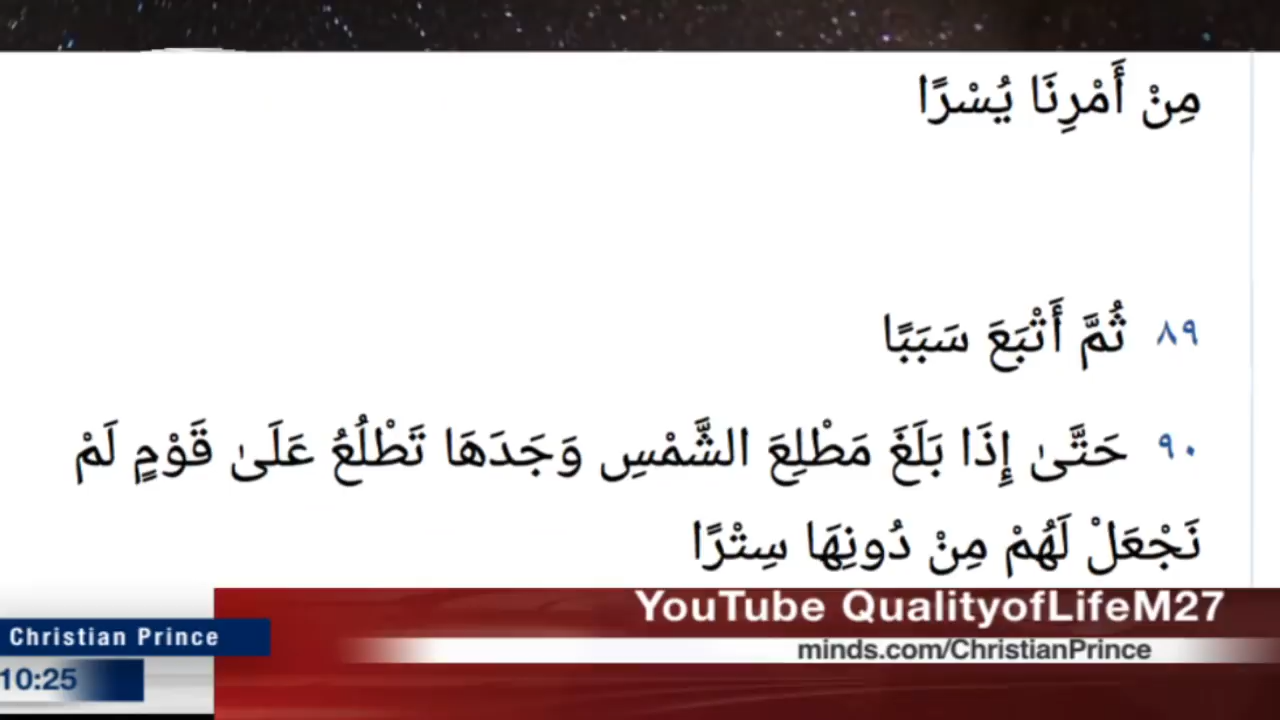 مِنْ أَمْرِنَا يُسْرًا
٨٩ ثُمَّ أَتْبَعَ سَبَبًا
٩٠ حَتَّىٰ إِذَا بَلَغَ مَطْلِعَ الشَّمْسِ وَجَدَهَا تَطْلُعُ عَلَىٰ قَوْمٍ لَمْ
نَجْعَلْ لَهُمْ مِنْ دُونِهَا سِتْرًا
YouTube QualityofLifeM27
Christian Prince
minds.com/ChristianPrince
10:25